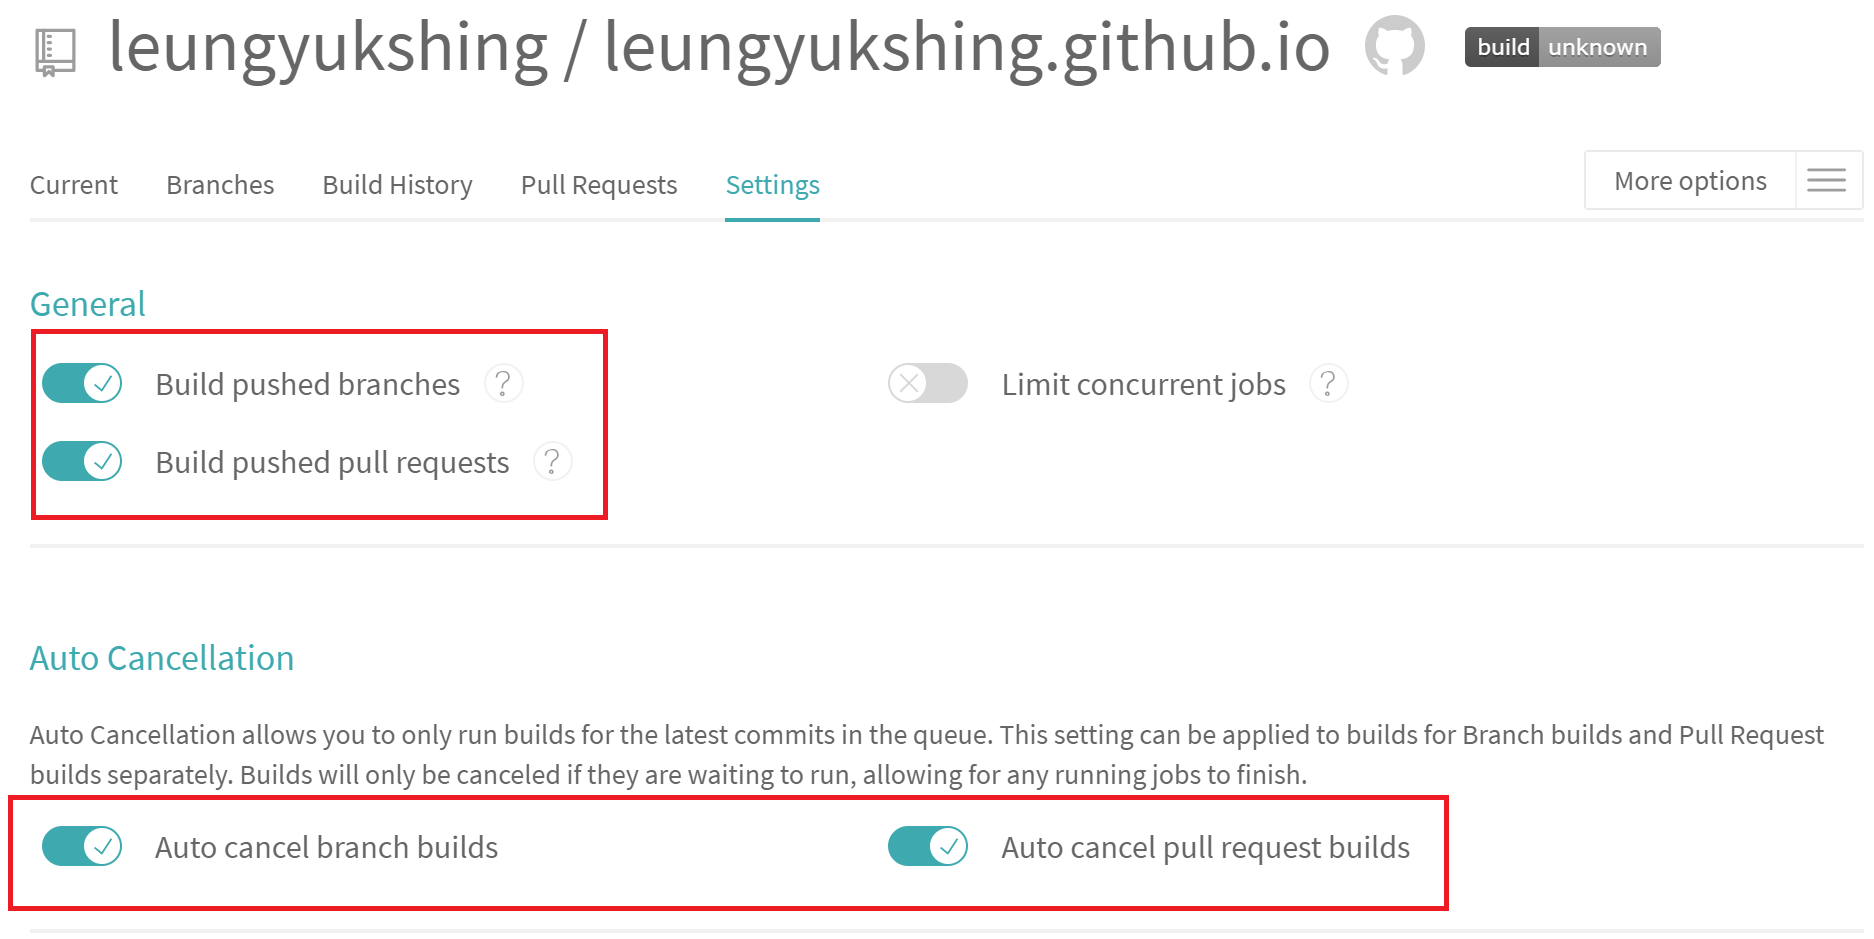 leungyukshing / leungyukshing.github.io build unknown
Current Branches Build History Pull Requests Settings More options
General
Build pushed branches ? Limit concurrent jobs ?
Build pushed pull requests ?
Auto Cancellation
Auto Cancellation allows you to only run builds for the latest commits in the queue. This setting can be applied to builds for Branch builds and Pull Request
builds separately. Builds will only be canceled if they are waiting to run, allowing for any running jobs to finish.
Auto cancel branch builds Auto cancel pull request builds